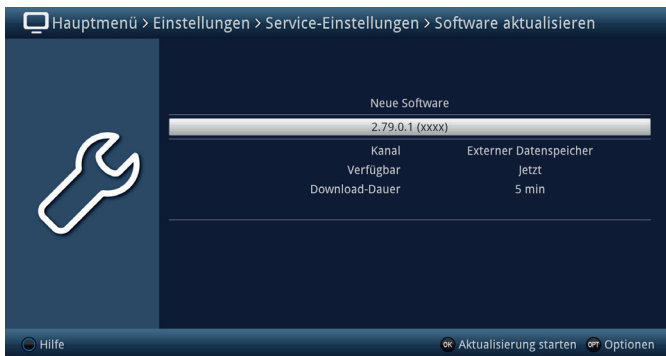 Hauptmenü > Einstellungen > Service-Einstellungen > Software aktualisieren
Neue Software
2.79.0.1 (xxxx)
Kanal Externer Datenspeicher
Verfügbar Jetzt
Download-Dauer 5 min
Hilfe OK Aktualisierung starten OPT Optionen